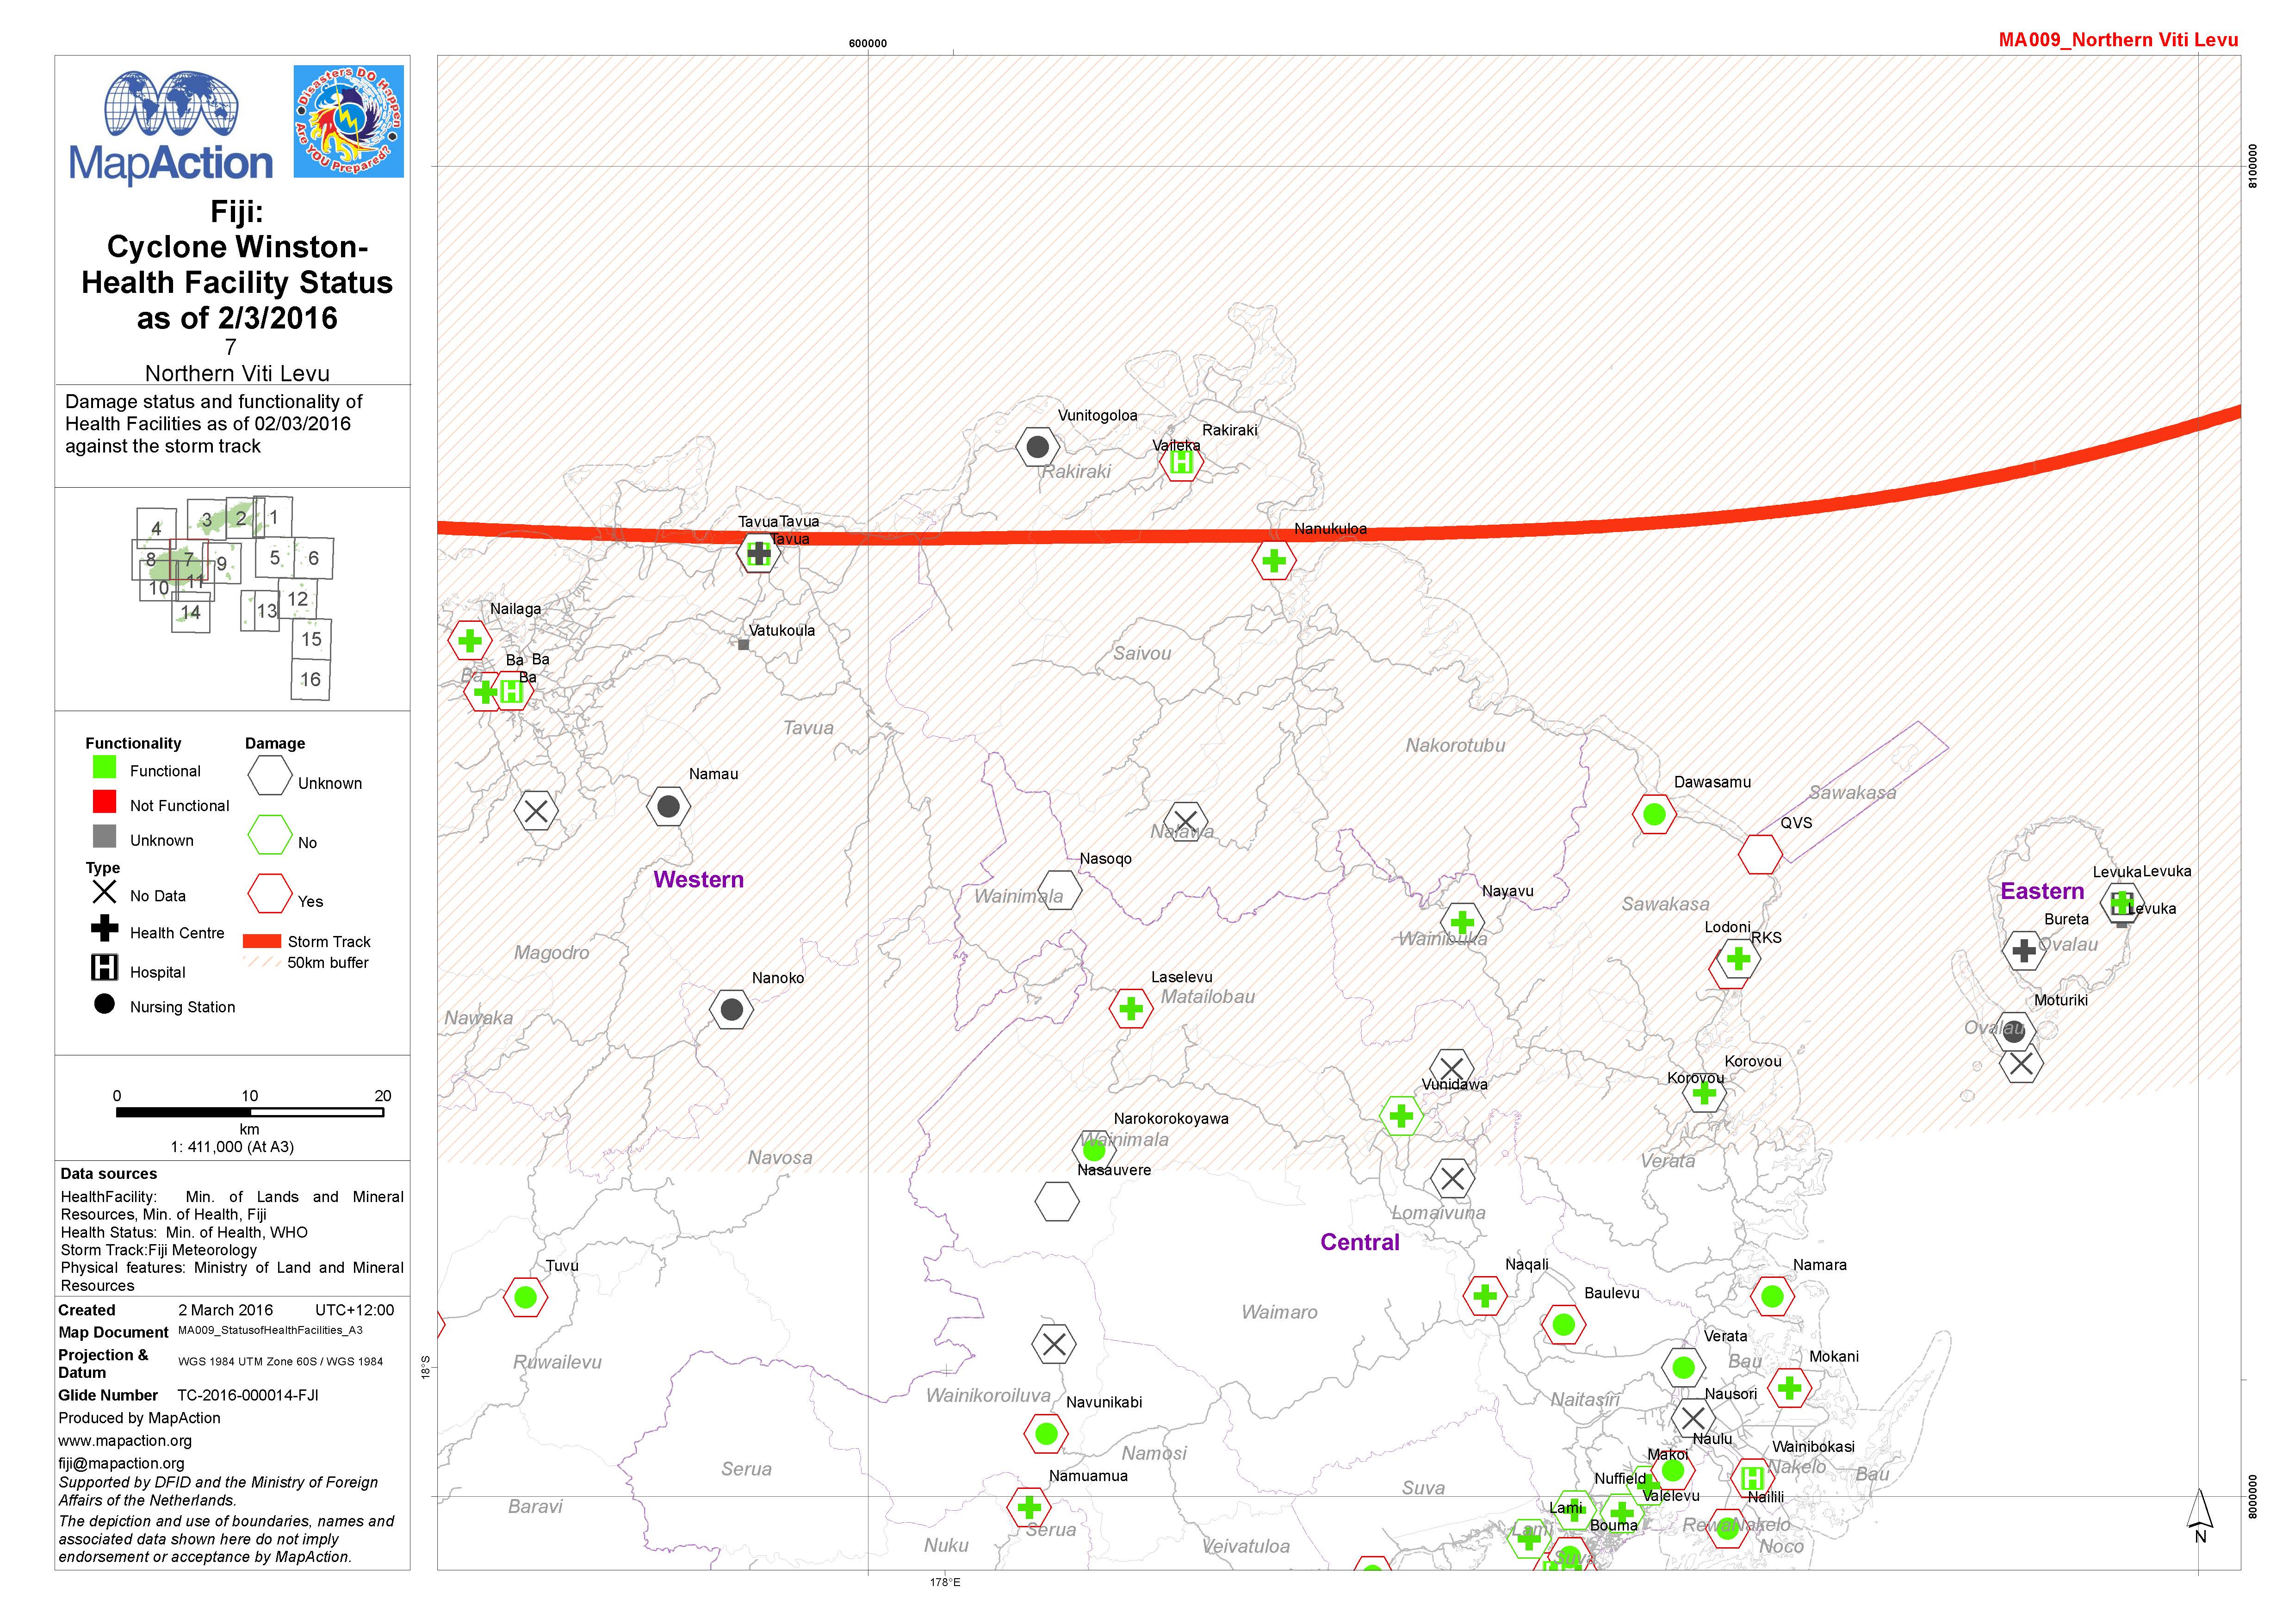 MA009_Northern Viti Levu
600000
Disasters DO Happen
Are YOU Prepared?
MapAction
Fiji:
Cyclone Winston-
Health Facility Status
as of 2/3/2016
7
Northern Viti Levu
Damage status and functionality of
Health Facilities as of 02/03/2016
against the storm track
4
3
2
1
8
7
9
5
6
10
11
12
14
13
15
16
Functionality
Functional
Not Functional
Unknown
Damage
Unknown
No
Yes
Type
No Data
Health Centre
H
Hospital
Nursing Station
Storm Track
50km buffer
0
10
20
km
1: 411,000 (At A3)
Data sources
HealthFacility: Min. of Lands and Mineral
Resources, Min. of Health, Fiji
Health Status: Min. of Health, WHO
Storm Track:Fiji Meteorology
Physical features: Ministry of Land and Mineral
Resources
Created 2 March 2016 UTC+12:00
Map Document MA009_StatusofHealthFacilities_A3
Projection &
Datum WGS 1984 UTM Zone 60S / WGS 1984
Glide Number TC-2016-000014-FJI
Produced by MapAction
www.mapaction.org
fiji@mapaction.org
Supported by DFID and the Ministry of Foreign
Affairs of the Netherlands.
The depiction and use of boundaries, names and
associated data shown here do not imply
endorsement or acceptance by MapAction.
8100000
Vunitogoloa
Rakiraki
Vaileka
H
Rakiraki
Tavua
Tavua
Tavua
Nanukuloa
Nailaga
Vatukoula
Saivou
Ba
Ba
Ba
Ba
H
Tavua
Nakorotubu
Namau
Dawasamu
Sawakasa
QVS
Nalawa
Nasoqo
Western
Wainimala
Nayavu
Sawakasa
Wainibuka
Levuka
Levuka
Levuka
Eastern
Bureta
Ovalau
Lodoni
RKS
Magodro
Nanoko
Laselevu
Matailobau
Nawaka
Moturiki
Ovalau
Korovou
Korovou
Vunidawa
Narokorokoyawa
Wainimala
Nasauvere
Navosa
Verata
Lomaivuna
Central
Tuvu
Naqali
Namara
Baulevu
Waimaro
Verata
Bau
Mokani
Ruwailevu
18°S
Wainikoroiluva
Naitasiri
Nausori
Navunikabi
Namosi
Naulu
Makoi
Wainibokasi
H
Nakelo
Bau
Serua
Namuamua
Suva
Nuffield
Valelevu
Nailili
Baravi
Serua
Lami
Lami
Bouma
Rewa
Nakelo
Noco
Nuku
Veivatuloa
Suva
8000000
N
178°E